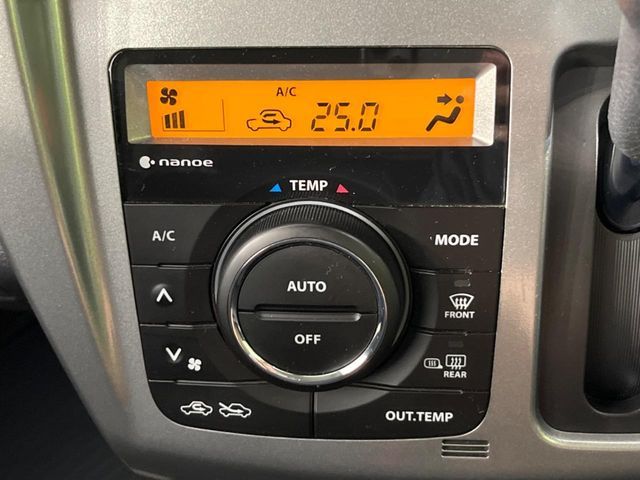 A/C
25.0
nanoe
TEMP
A/C
MODE
AUTO
FRONT
OFF
REAR
OUT.TEMP